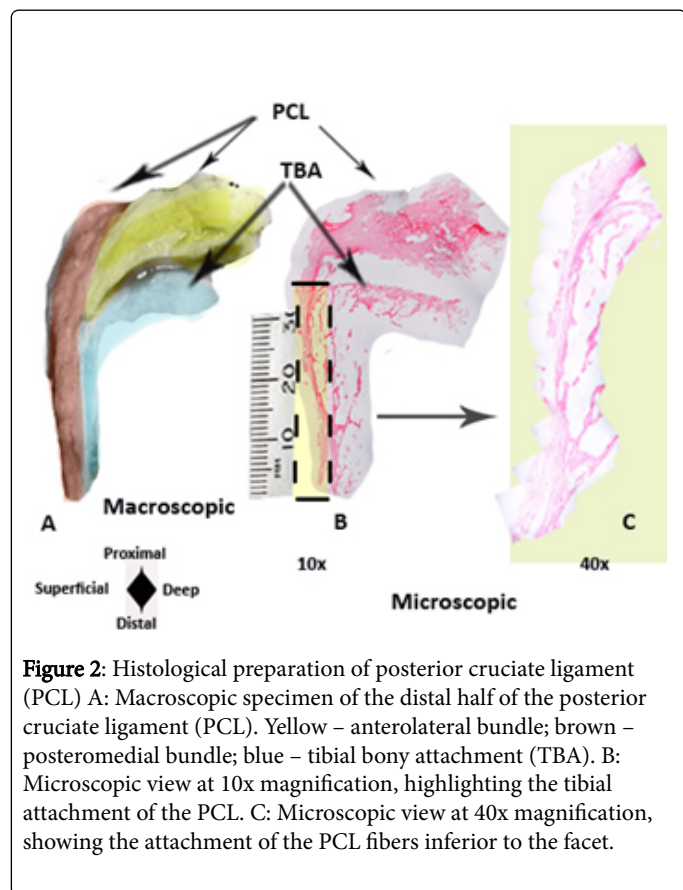 PCL
TBA
30
20
10
MM
Macroscopic
A
B
C
Proximal
10x
40x
Superficial
Deep
Microscopic
Distal
Figure 2: Histological preparation of posterior cruciate ligament
(PCL) A: Macroscopic specimen of the distal half of the posterior
cruciate ligament (PCL). Yellow – anterolateral bundle; brown –
posteromedial bundle; blue – tibial bony attachment (TBA). B:
Microscopic view at 10x magnification, highlighting the tibial
attachment of the PCL. C: Microscopic view at 40x magnification,
showing the attachment of the PCL fibers inferior to the facet.